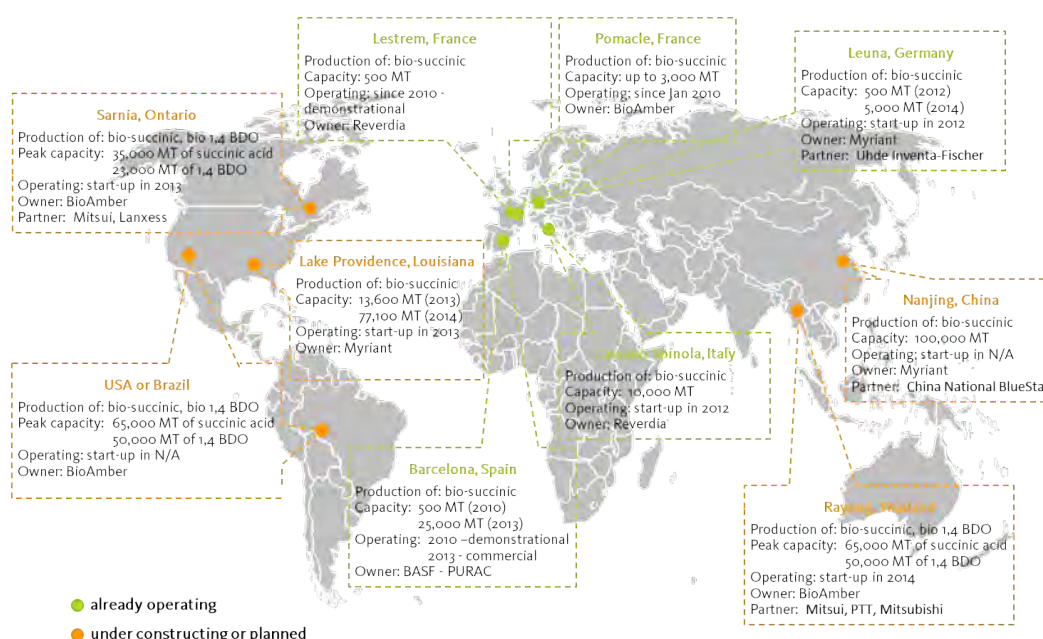 Lestrem, France
Production of: bio-succinic
Capacity: 500 MT
Operating: since 2010 -
demonstrational
Owner: Reverdia
Pomacle, France
Production of: bio-succinic
Capacity: up to 3,000 MT
Operating: since Jan 2010
Owner: BioAmber
Leuna, Germany
Production of: bio-succinic
Capacity: 500 MT (2012)
5,000 MT (2014)
Operating: start-up in 2012
Owner: Myriant
Partner: Uhde Inventa-Fischer
Sarnia, Ontario
Production of: bio-succinic, bio 1,4 BDO
Peak capacity: 35,000 MT of succinic acid
23,000 MT of 1,4 BDO
Operating: start-up in 2013
Owner: BioAmber
Partner: Mitsui, Lanxess
Lake Providence, Louisiana
Production of: bio-succinic
Capacity: 13,600 MT (2013)
77,100 MT (2014)
Operating: start-up in 2013
Owner: Myriant
Nanjing, China
Production of: bio-succinic
Capacity: 100,000 MT
Operating: start-up in N/A
Owner: Myriant
Partner: China National BlueSta
USA or Brazil
Production of: bio-succinic, bio 1,4 BDO
Peak capacity: 65,000 MT of succinic acid
50,000 MT of 1,4 BDO
Operating: start-up in N/A
Owner: BioAmber
Spinola, Italy
Production of: bio-succinic
Capacity: 10,000 MT
Operating: start-up in 2012
Owner: Reverdia
Barcelona, Spain
Production of: bio-succinic
Capacity: 500 MT (2010)
25,000 MT (2013)
Operating: 2010 –demonstrational
2013 - commercial
Owner: BASF - PURAC
Rayong, Thailand
Production of: bio-succinic, bio 1,4 BDO
Peak capacity: 65,000 MT of succinic acid
50,000 MT of 1,4 BDO
Operating: start-up in 2014
Owner: BioAmber
Partner: Mitsui, PTT, Mitsubishi
already operating
under constructing or planned